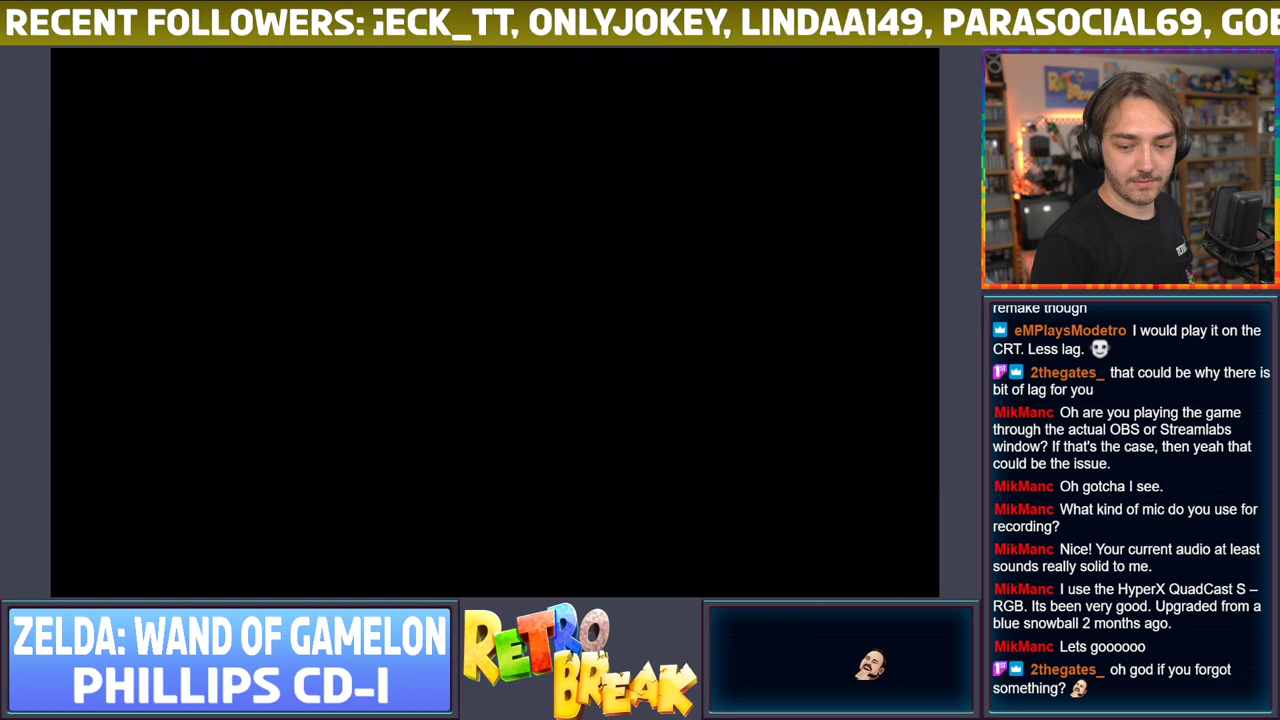 RECENT FOLLOWERS: ECK_TT, ONLYJOKEY, LINDAA149, PARASOCIAL69, GOE
remake though
eMPlaysModetro I would play it on the
CRT. Less lag.
1st 2thegates_ that could be why there is
bit of lag for you
MikManc Oh are you playing the game
through the actual OBS or Streamlabs
window? If that's the case, then yeah that
could be the issue.
MikManc Oh gotcha I see.
MikManc What kind of mic do you use for
recording?
MikManc Nice! Your current audio at least
sounds really solid to me.
MikManc I use the HyperX QuadCast S –
RGB. Its been very good. Upgraded from a
blue snowball 2 months ago.
MikManc Lets goooooo
1st 2thegates_ oh god if you forgot
something?
ZELDA: WAND OF GAMELON
PHILLIPS CD-I
RETRO
BREAK